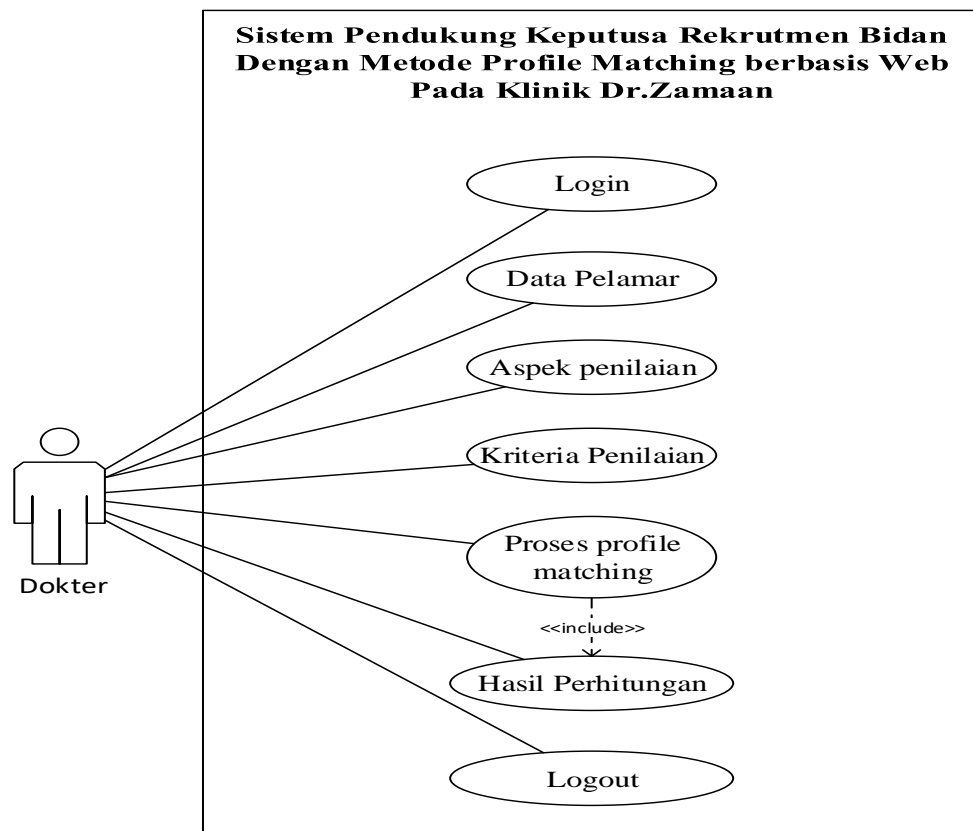 Sistem Pendukung Keputusa Rekrutmen Bidan
Dengan Metode Profile Matching berbasis Web
Pada Klinik Dr.Zamaan
Login
Data Pelamar
Aspek penilaian
Kriteria Penilaian
Proses profile
matching
Dokter
<<include>>
Hasil Perhitungan
Logout